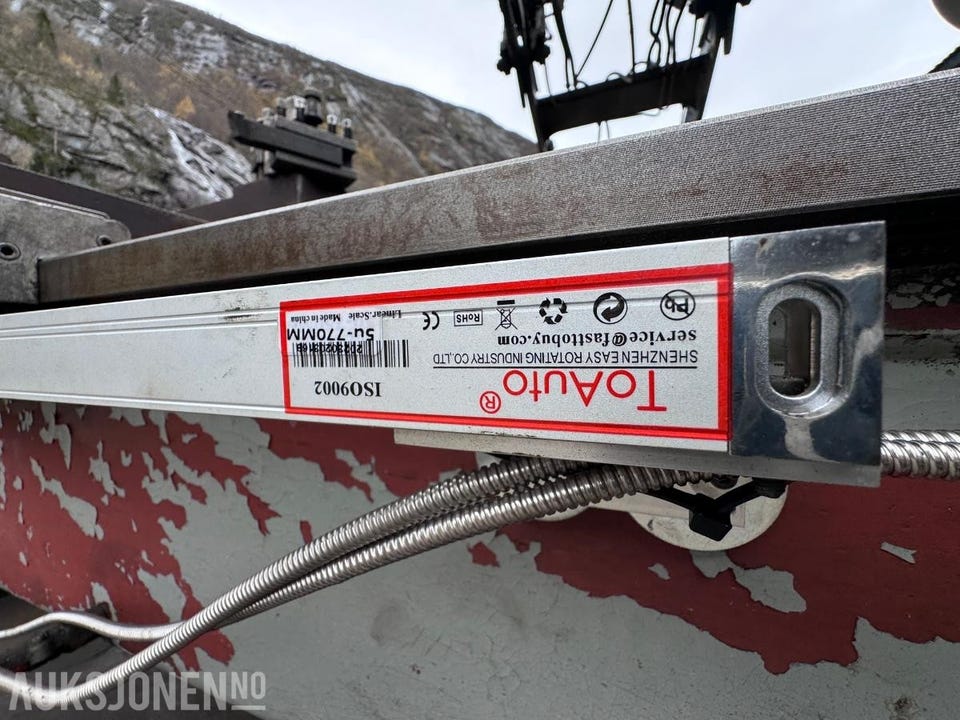 ToAuto®
SHENZHEN EASY ROTATING INDUSTRY CO.,LTD
service@fasttobuy.com
ISO9002
5u-770MM
Linear.Scale Made in china
CE
RoHS
Pb
AUKSJONEN.NO